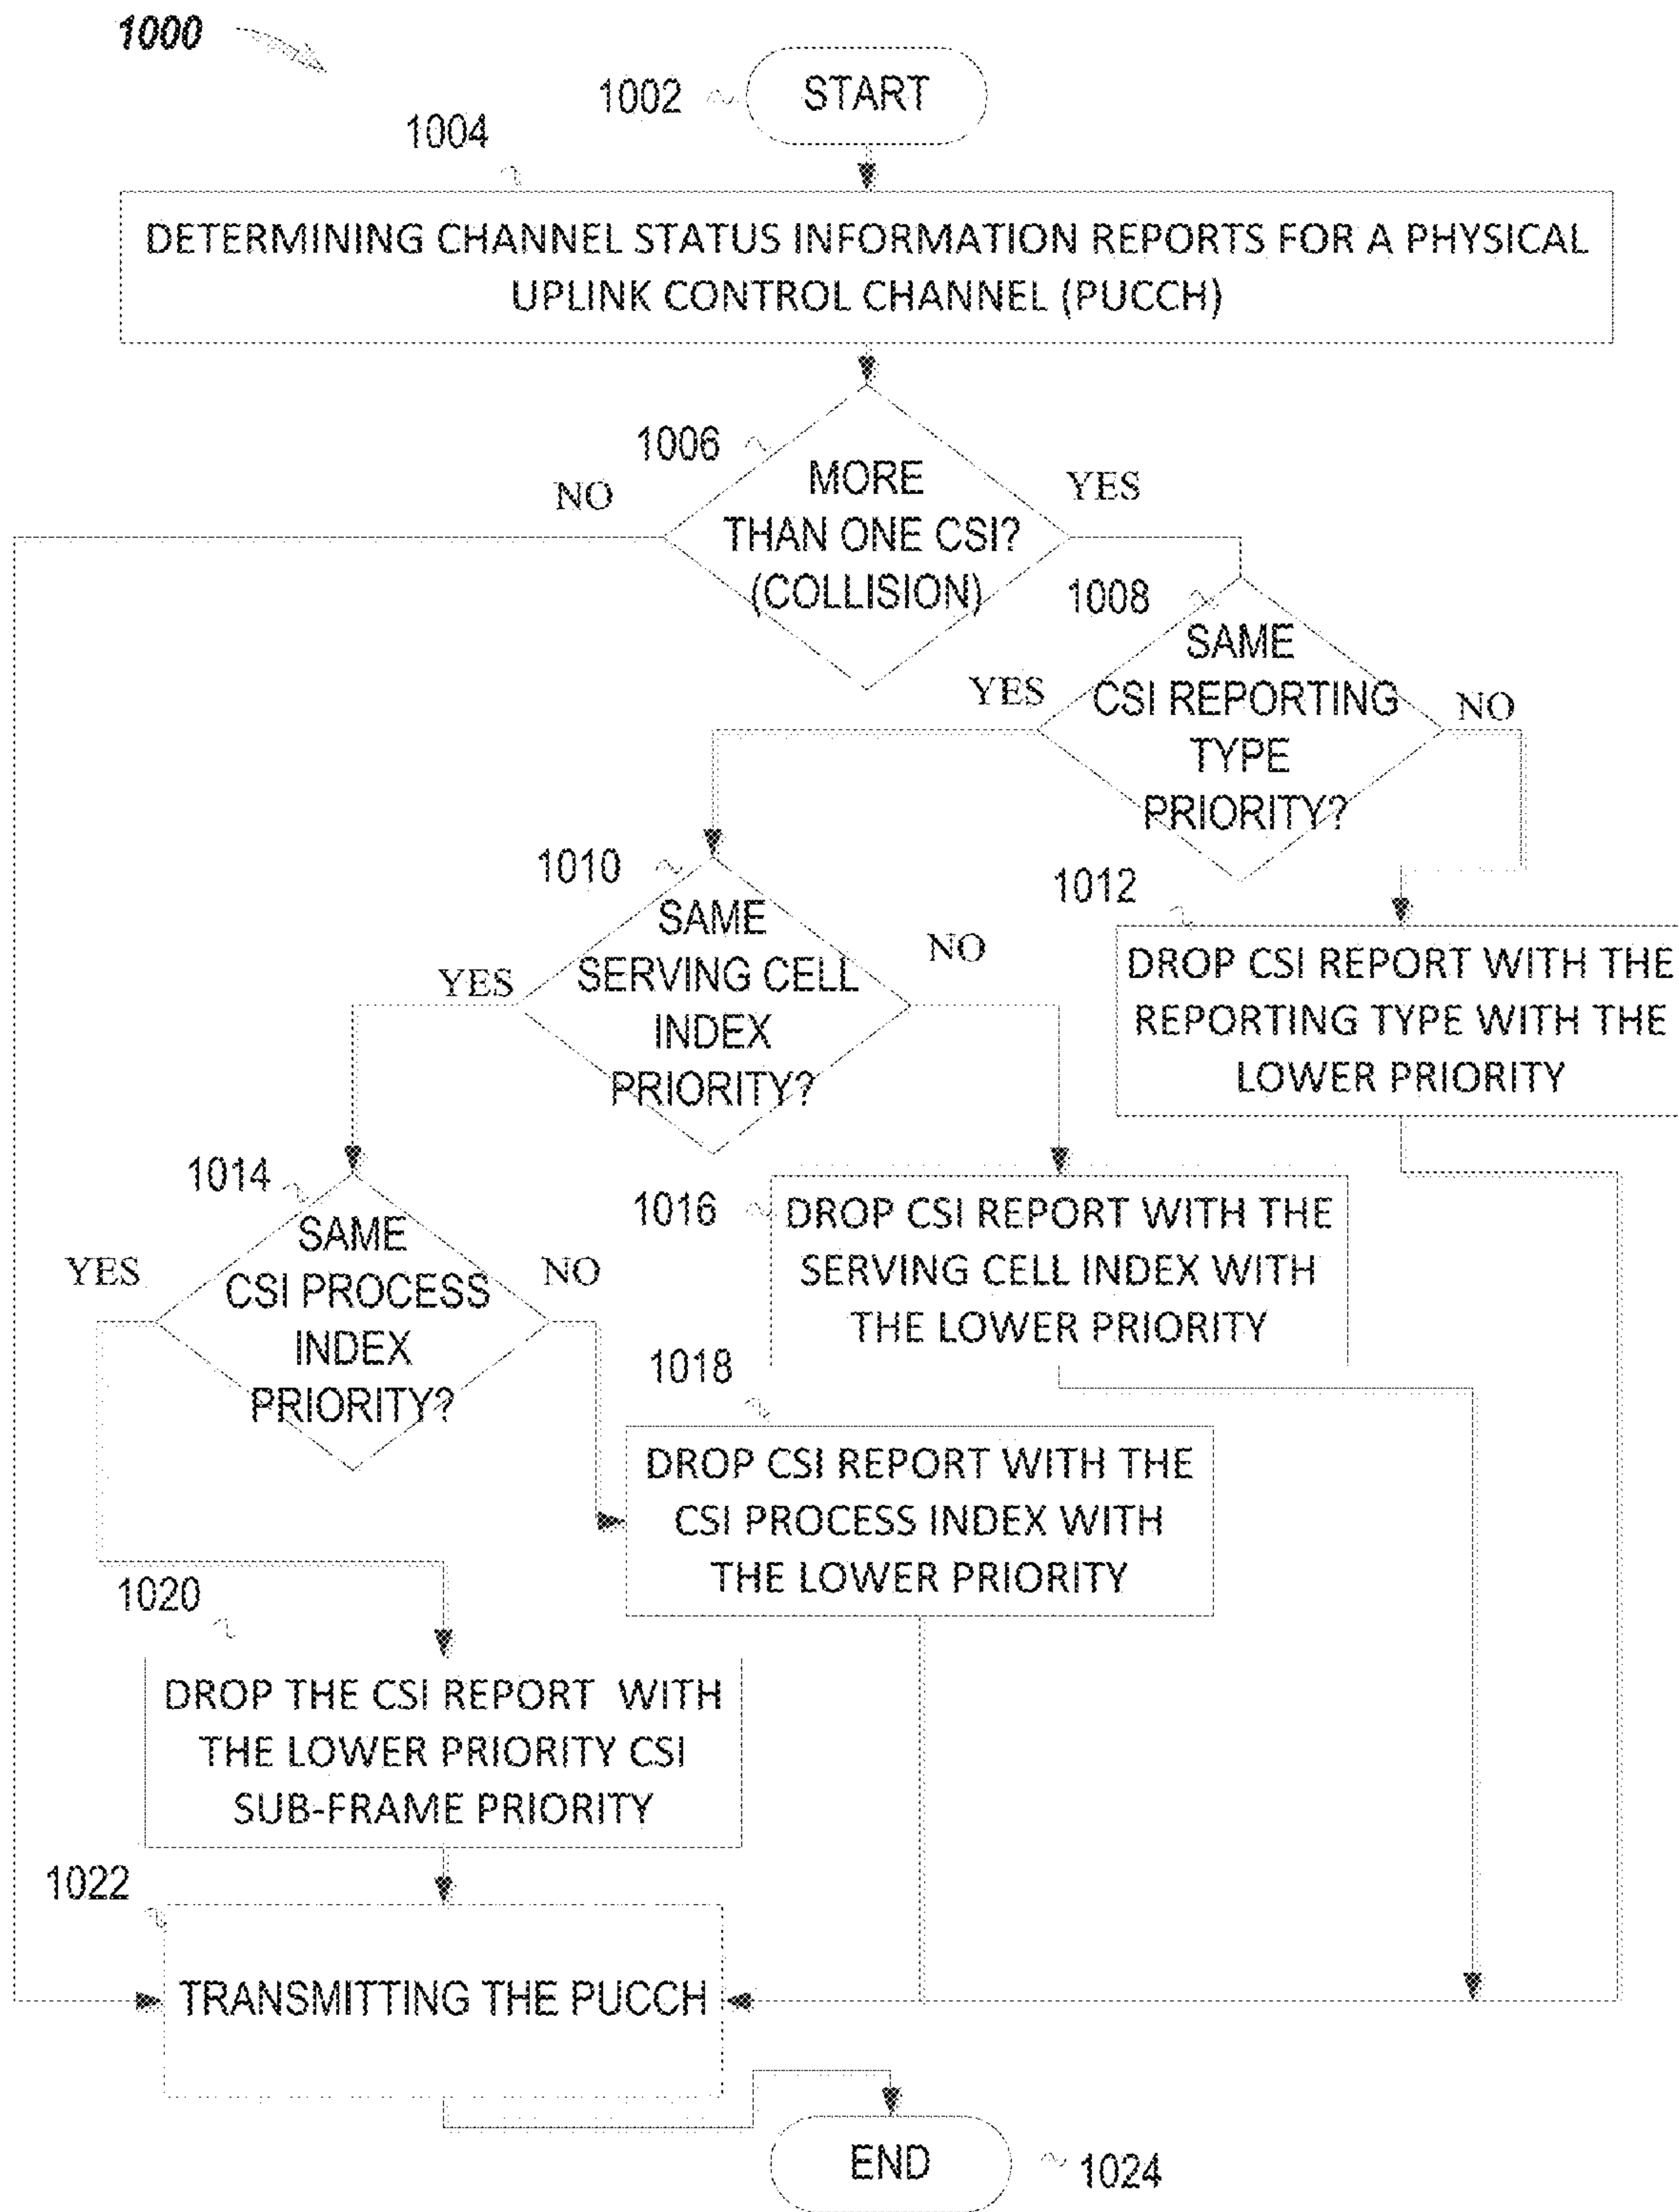 1000
1002
START
1004
DETERMINING CHANNEL STATUS INFORMATION REPORTS FOR A PHYSICAL
UPLINK CONTROL CHANNEL (PUCCH)
1006
MORE
THAN ONE CSI?
(COLLISION)
NO
YES
1008
SAME
CSI REPORTING
TYPE
PRIORITY?
YES
NO
1010
SAME
SERVING CELL
INDEX
PRIORITY?
YES
NO
1012
DROP CSI REPORT WITH THE
REPORTING TYPE WITH THE
LOWER PRIORITY
1014
SAME
CSI PROCESS
INDEX
PRIORITY?
YES
NO
1016
DROP CSI REPORT WITH THE
SERVING CELL INDEX WITH
THE LOWER PRIORITY
1018
DROP CSI REPORT WITH THE
CSI PROCESS INDEX WITH
THE LOWER PRIORITY
1020
DROP THE CSI REPORT WITH
THE LOWER PRIORITY CSI
SUB-FRAME PRIORITY
1022
TRANSMITTING THE PUCCH
END
1024